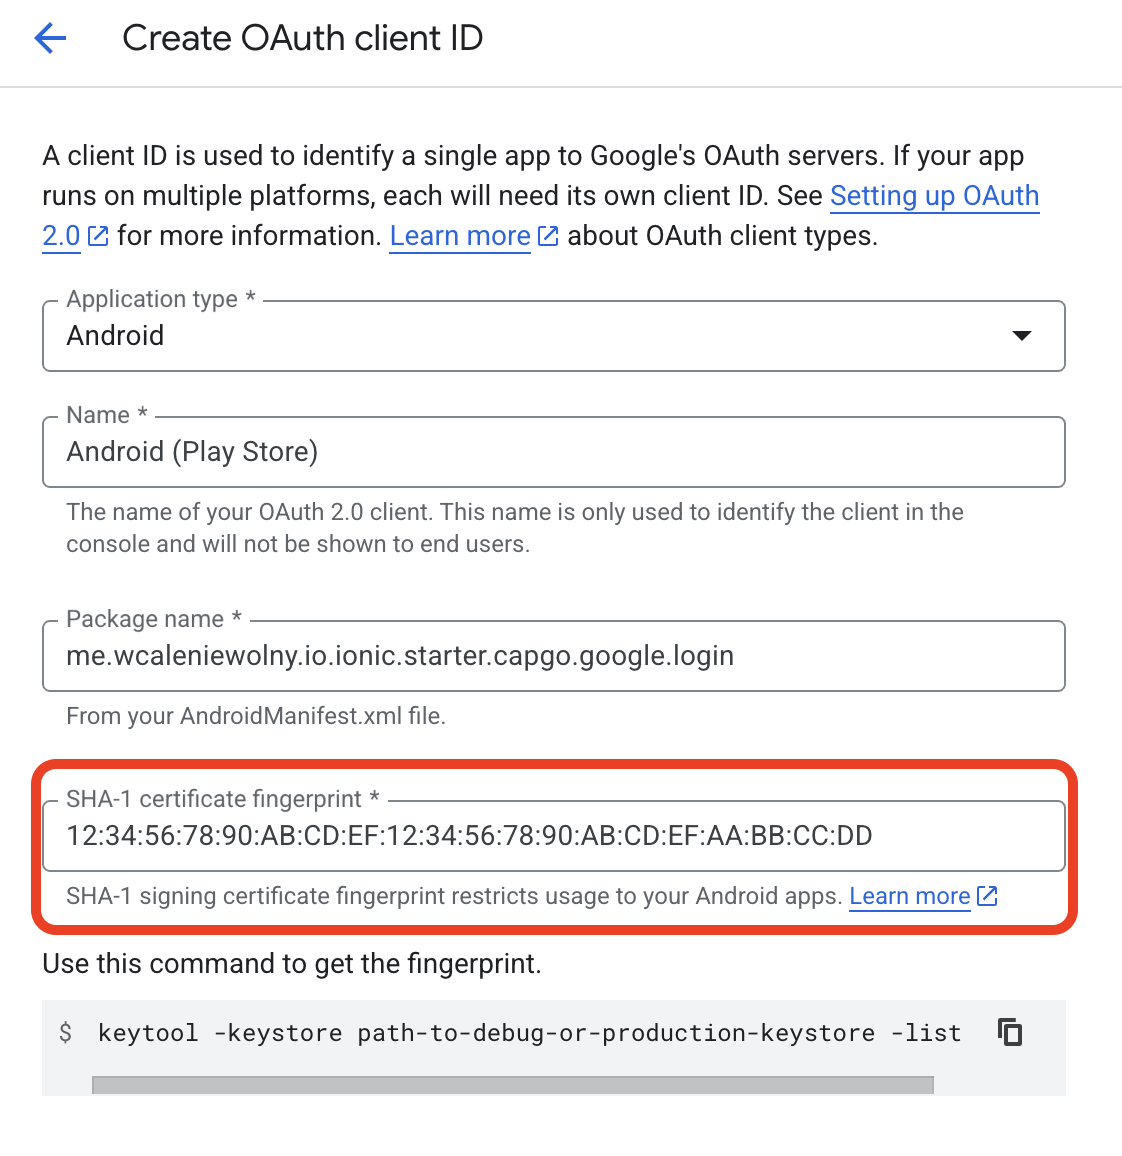 Create OAuth client ID
A client ID is used to identify a single app to Google's OAuth servers. If your app
runs on multiple platforms, each will need its own client ID. See Setting up OAuth
2.0 for more information. Learn more about OAuth client types.
Application type *
Android
Name *
Android (Play Store)
The name of your OAuth 2.0 client. This name is only used to identify the client in the
console and will not be shown to end users.
Package name *
me.wcaleniewolny.io.ionic.starter.capgo.google.login
From your AndroidManifest.xml file.
SHA-1 certificate fingerprint *
12:34:56:78:90:AB:CD:EF:12:34:56:78:90:AB:CD:EF:AA:BB:CC:DD
SHA-1 signing certificate fingerprint restricts usage to your Android apps. Learn more
Use this command to get the fingerprint.
$ keytool -keystore path-to-debug-or-production-keystore -list